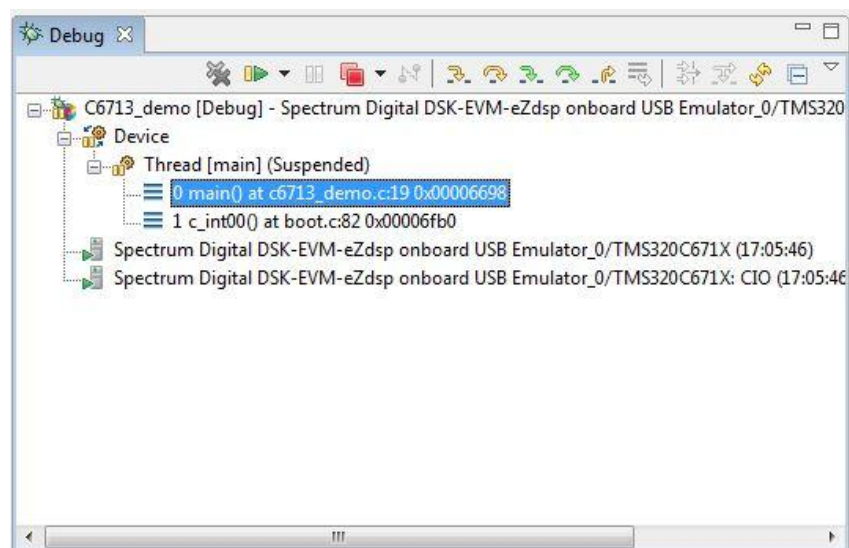 Debug
C6713_demo [Debug] - Spectrum Digital DSK-EVM-eZdsp onboard USB Emulator_0/TMS320
Device
Thread [main] (Suspended)
0 main() at c6713_demo.c:19 0x00006698
1 c_int00() at boot.c:82 0x00006fb0
Spectrum Digital DSK-EVM-eZdsp onboard USB Emulator_0/TMS320C671X (17:05:46)
Spectrum Digital DSK-EVM-eZdsp onboard USB Emulator_0/TMS320C671X: CIO (17:05:46